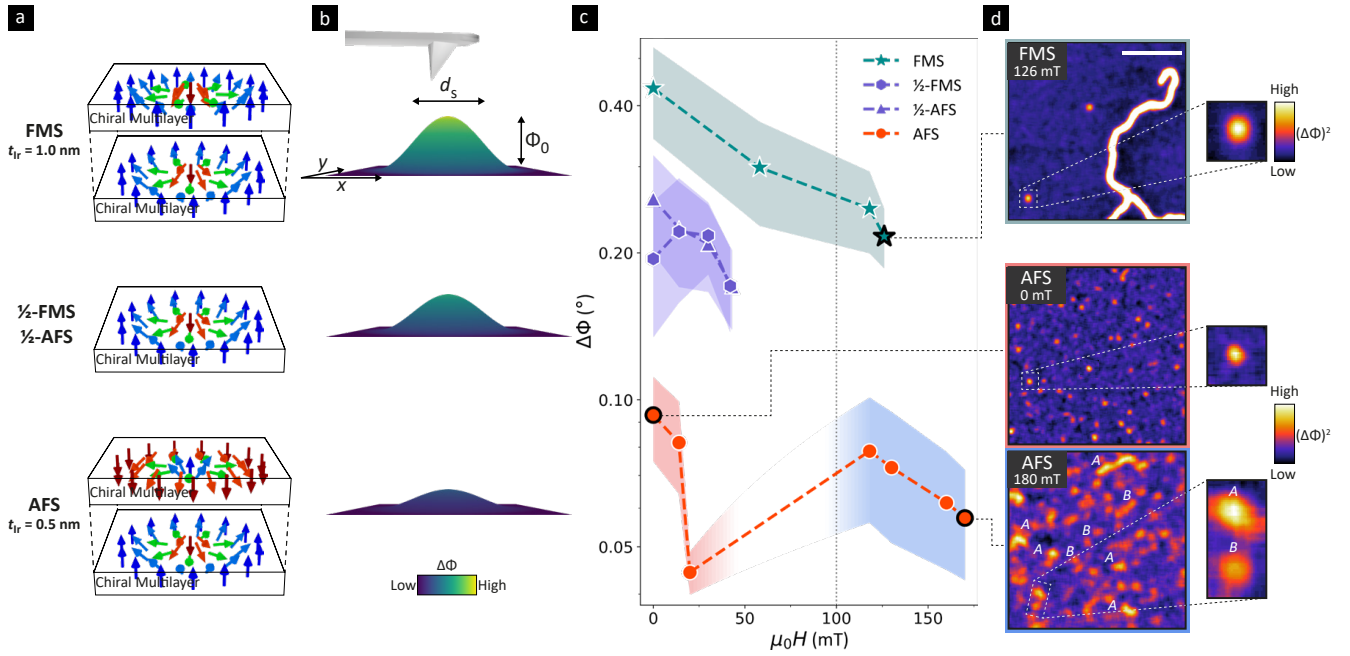 a
FMS
t_Ir = 1.0 nm
Chiral Multilayer
Chiral Multilayer
½-FMS
½-AFS
Chiral Multilayer
AFS
t_Ir = 0.5 nm
Chiral Multilayer
Chiral Multilayer
b
d_s
Φ_0
y
x
ΔΦ
Low
High
c
FMS
½-FMS
½-AFS
AFS
0.40
0.20
0.10
0.05
ΔΦ (°)
0
50
100
150
μ₀H (mT)
d
FMS
126 mT
High
(ΔΦ)²
Low
AFS
0 mT
High
(ΔΦ)²
Low
AFS
180 mT
A
B
A
B
A
B
A
A
A
B